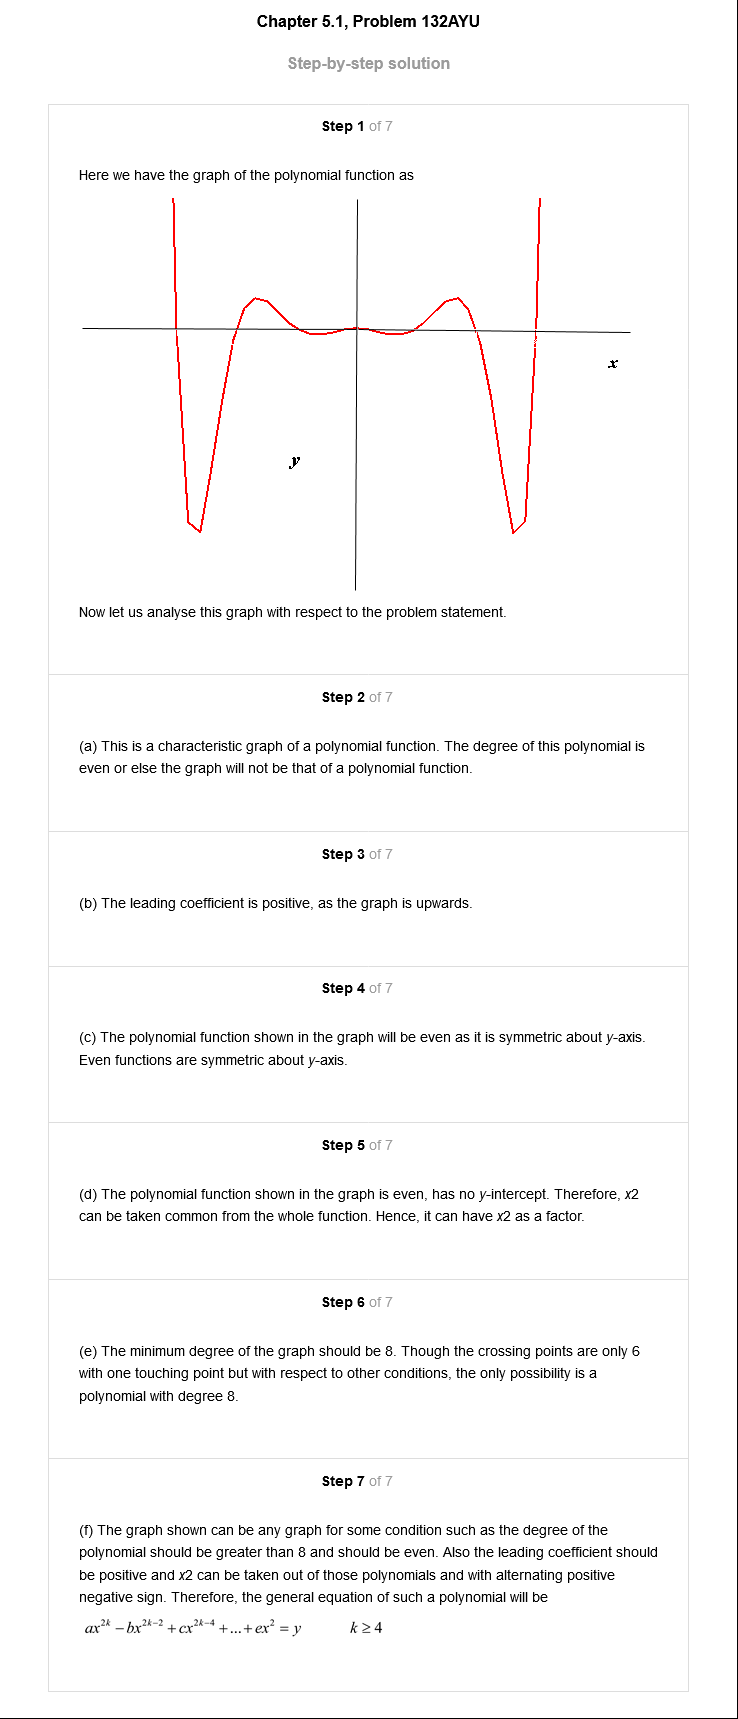 Chapter 5.1, Problem 132AYU
Step-by-step solution
Step 1 of 7
Here we have the graph of the polynomial function as
x
y
Now let us analyse this graph with respect to the problem statement.
Step 2 of 7
(a) This is a characteristic graph of a polynomial function. The degree of this polynomial is
even or else the graph will not be that of a polynomial function.
Step 3 of 7
(b) The leading coefficient is positive, as the graph is upwards.
Step 4 of 7
(c) The polynomial function shown in the graph will be even as it is symmetric about y-axis.
Even functions are symmetric about y-axis.
Step 5 of 7
(d) The polynomial function shown in the graph is even, has no y-intercept. Therefore, x2
can be taken common from the whole function. Hence, it can have x2 as a factor.
Step 6 of 7
(e) The minimum degree of the graph should be 8. Though the crossing points are only 6
with one touching point but with respect to other conditions, the only possibility is a
polynomial with degree 8.
Step 7 of 7
(f) The graph shown can be any graph for some condition such as the degree of the
polynomial should be greater than 8 and should be even. Also the leading coefficient should
be positive and x2 can be taken out of those polynomials and with alternating positive
negative sign. Therefore, the general equation of such a polynomial will be
ax^{2k} − bx^{2k−2} + cx^{2k−4} + ... + ex^2 = y k ≥ 4